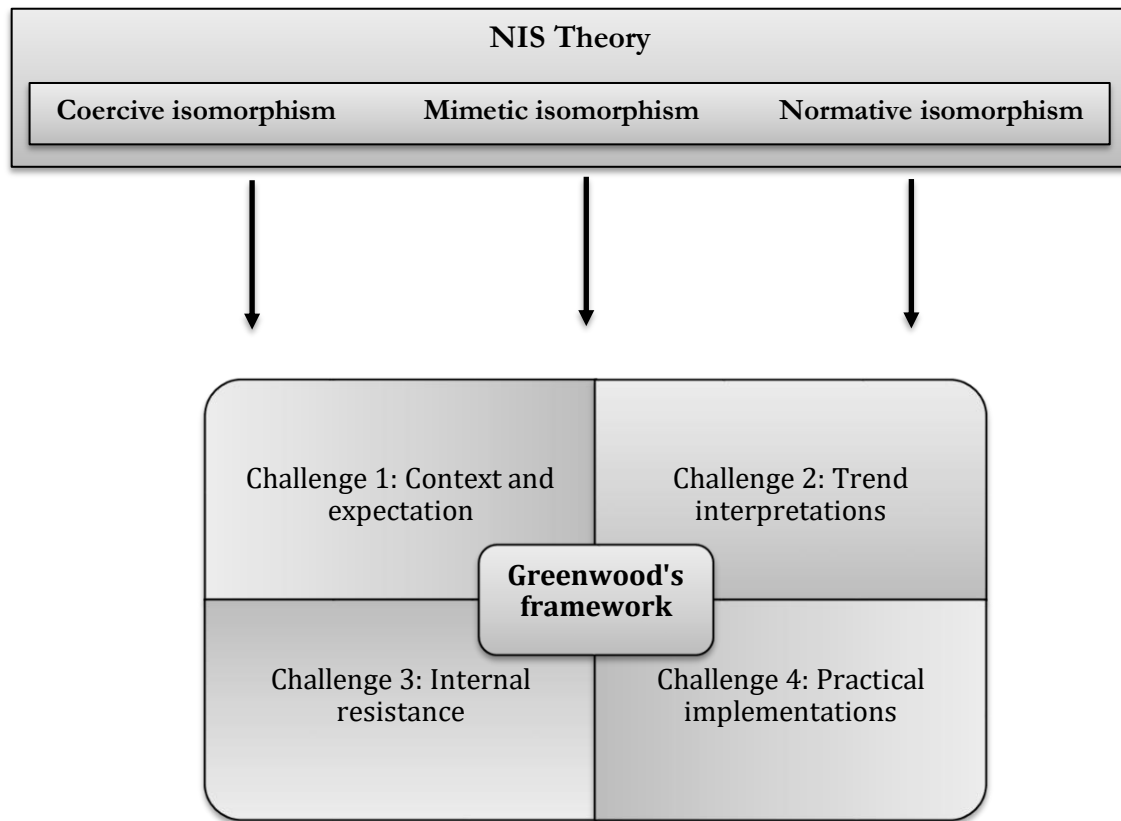 NIS Theory
Coercive isomorphism Mimetic isomorphism Normative isomorphism
Challenge 1: Context and
expectation
Challenge 2: Trend
interpretations
Greenwood's
framework
Challenge 3: Internal
resistance
Challenge 4: Practical
implementations